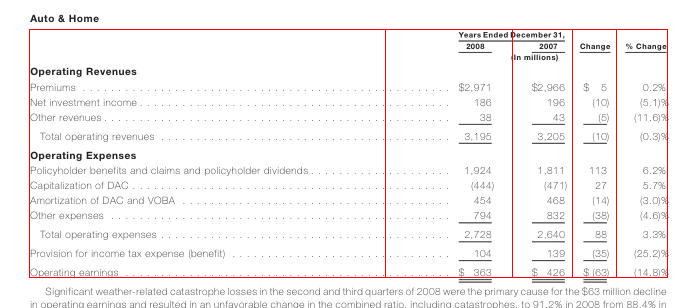 Auto & Home
Years Ended December 31,
2008 2007 Change % Change
(In millions)
Operating Revenues
Premiums $2,971 $2,966 $ 5 0.2%
Net investment income 186 196 (10) (5.1)%
Other revenues 38 43 (5) (11.6)%
Total operating revenues 3,195 3,205 (10) (0.3)%
Operating Expenses
Policyholder benefits and claims and policyholder dividends 1,924 1,811 113 6.2%
Capitalization of DAC (444) (471) 27 5.7%
Amortization of DAC and VOBA 454 468 (14) (3.0)%
Other expenses 794 832 (38) (4.6)%
Total operating expenses 2,728 2,640 88 3.3%
Provision for income tax expense (benefit) 104 139 (35) (25.2)%
Operating earnings $ 363 $ 426 $ (63) (14.8)%
Significant weather-related catastrophe losses in the second and third quarters of 2008 were the primary cause for the $63 million decline
in operating earnings and resulted in an unfavorable change in the combined ratio, including catastrophes, to 91.2% in 2008 from 88.4% in